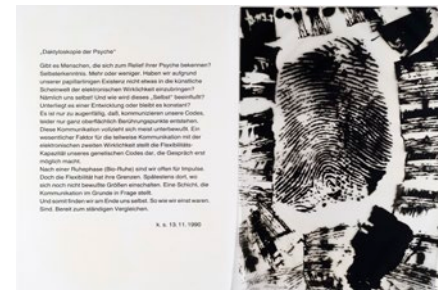 „Daktyloskopie der Psyche“
Gibt es Menschen, die sich zum Relief ihrer Psyche bekennen?
Selbsterkenntnis. Mehr oder weniger. Haben wir aufgrund
unserer papillarlinigen Existenz nicht etwas in die künstliche
Scheinwelt der elektronischen Wirklichkeit einzubringen?
Nämlich uns selbst! Und wie wird dieses „Selbst“ beeinflußt?
Unterliegt es einer Entwicklung oder bleibt es konstant?
Es ist nur zu augenfällig, daß, kommunizieren unsere Codes,
leider nur ganz oberflächlich Berührungspunkte entstehen.
Diese Kommunikation vollzieht sich meist unterbewußt. Ein
wesentlicher Faktor für die teilweise Kommunikation mit der
elektronischen zweiten Wirklichkeit stellt die Flexibilitäts-
Kapazität unseres genetischen Codes dar, die Gespräch erst
möglich macht.
Nach einer Ruhephase (Bio-Ruhe) sind wir offen für Impulse.
Doch die Flexibilität hat ihre Grenzen. Spätestens dort, wo
sich noch nicht bewußte Größen einschalten. Eine Schicht, die
Kommunikation im Grunde in Frage stellt.
Und somit finden wir am Ende uns selbst. So wie wir einst waren.
Sind. Bereit zum ständigen Vergleichen.
k. s. 13. 11. 1990